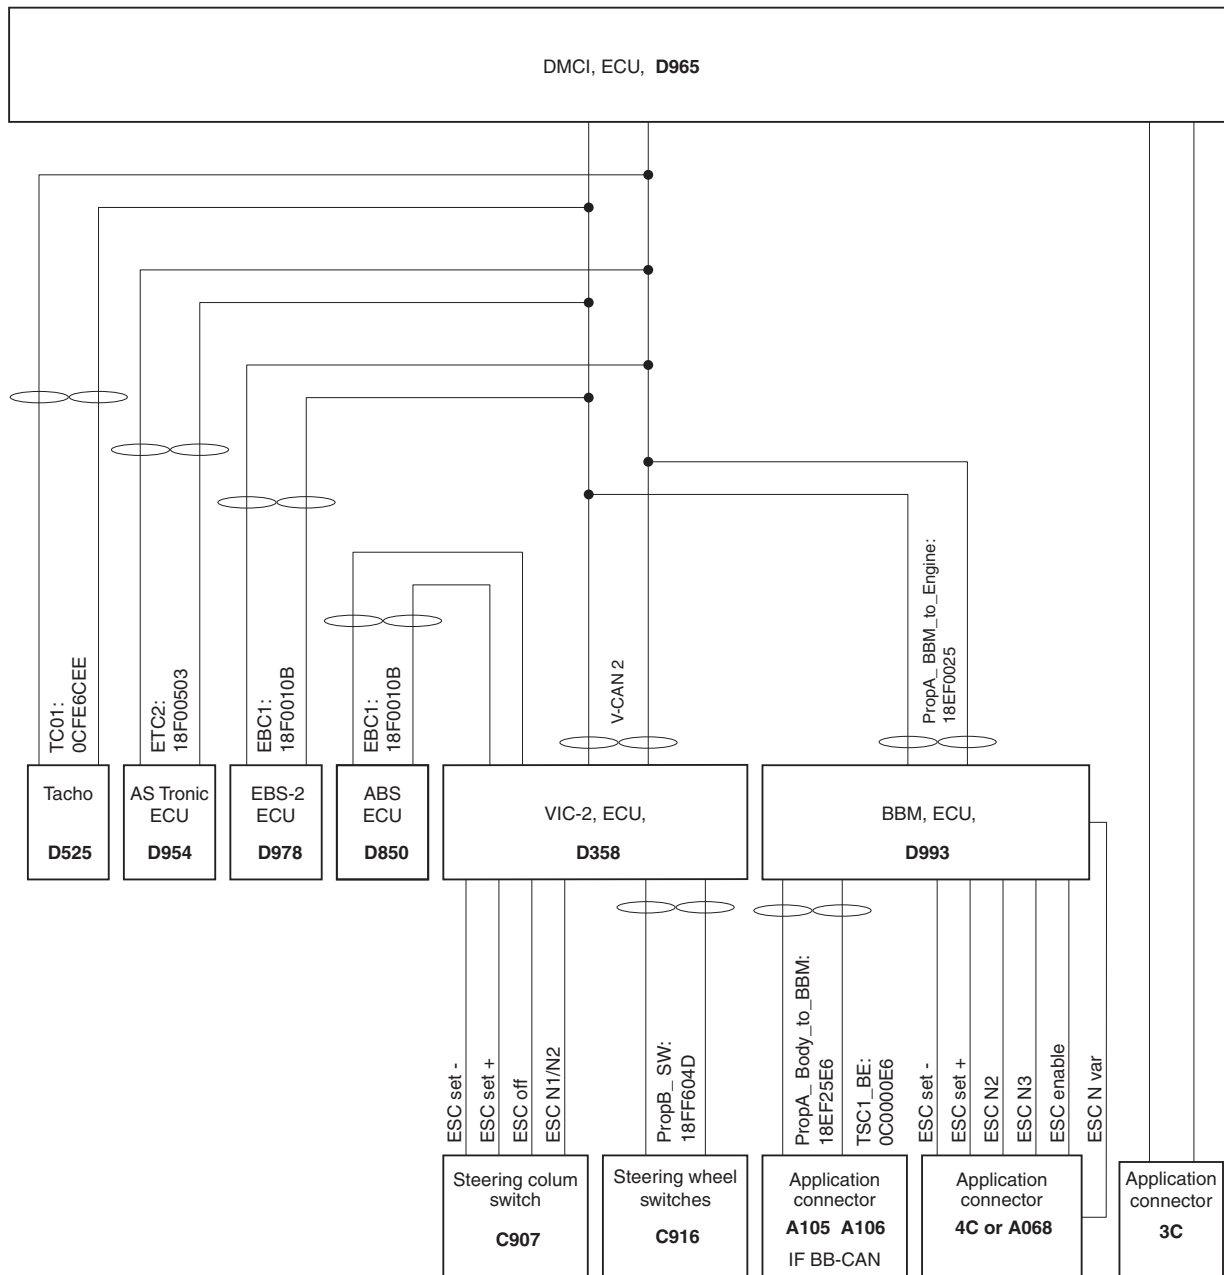 DMCI, ECU, D965
TC01:
0CFE6CEE
ETC2:
18F00503
EBC1:
18F0010B
EBC1:
18F0010B
V-CAN 2
PropA_ BBM_to_Engine:
18EF0025
Tacho
D525
AS Tronic
ECU
D954
EBS-2
ECU
D978
ABS
ECU
D850
VIC-2, ECU,
D358
BBM, ECU,
D993
ESC set -
ESC set +
ESC off
ESC N1/N2
PropB_ SW:
18FF604D
PropA_ Body_to_BBM:
18EF25E6
TSC1_BE:
0C0000E6
ESC set -
ESC set +
ESC N2
ESC N3
ESC enable
ESC N var
Steering colum
switch
C907
Steering wheel
switches
C916
Application
connector
A105 A106
IF BB-CAN
Application
connector
4C or A068
Application
connector
3C